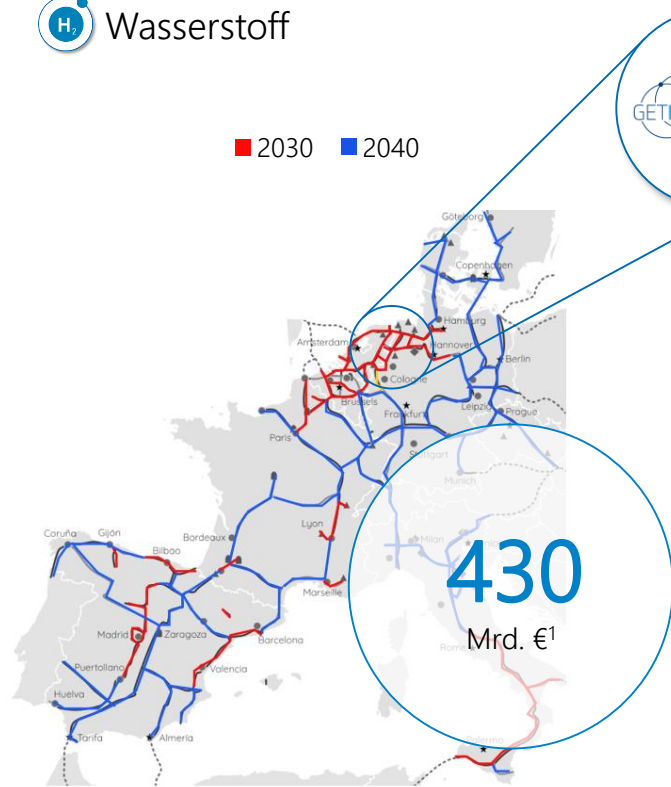 H₂ Wasserstoff
GET
2030 2040
Göteborg
Copenhagen
Hamburg
Amsterdam
Hannover
Berlin
Cologne
Brussels
Frankfurt
Leipzig
Prague
Paris
Stuttgart
Munich
Lyon
Milan
Coruña
Gijón
Bordeaux
Bilbao
430
Mrd. €¹
Marseille
Madrid
Zaragoza
Barcelona
Rome
Puertollano
Valencia
Huelva
Tarifa
Almería
Palermo